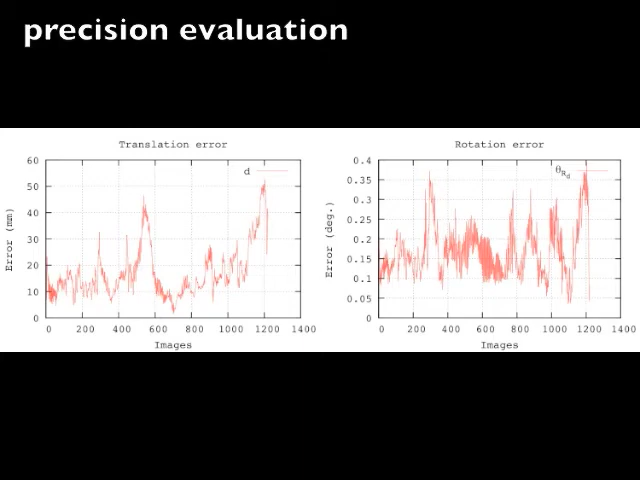 precision evaluation
Translation error
60
50
40
30
20
10
0
Error (mm)
d
0 200 400 600 800 1000 1200 1400
Images
Rotation error
0.4
0.35
0.3
0.25
0.2
0.15
0.1
0.05
0
Error (deg.)
θRd
0 200 400 600 800 1000 1200 1400
Images